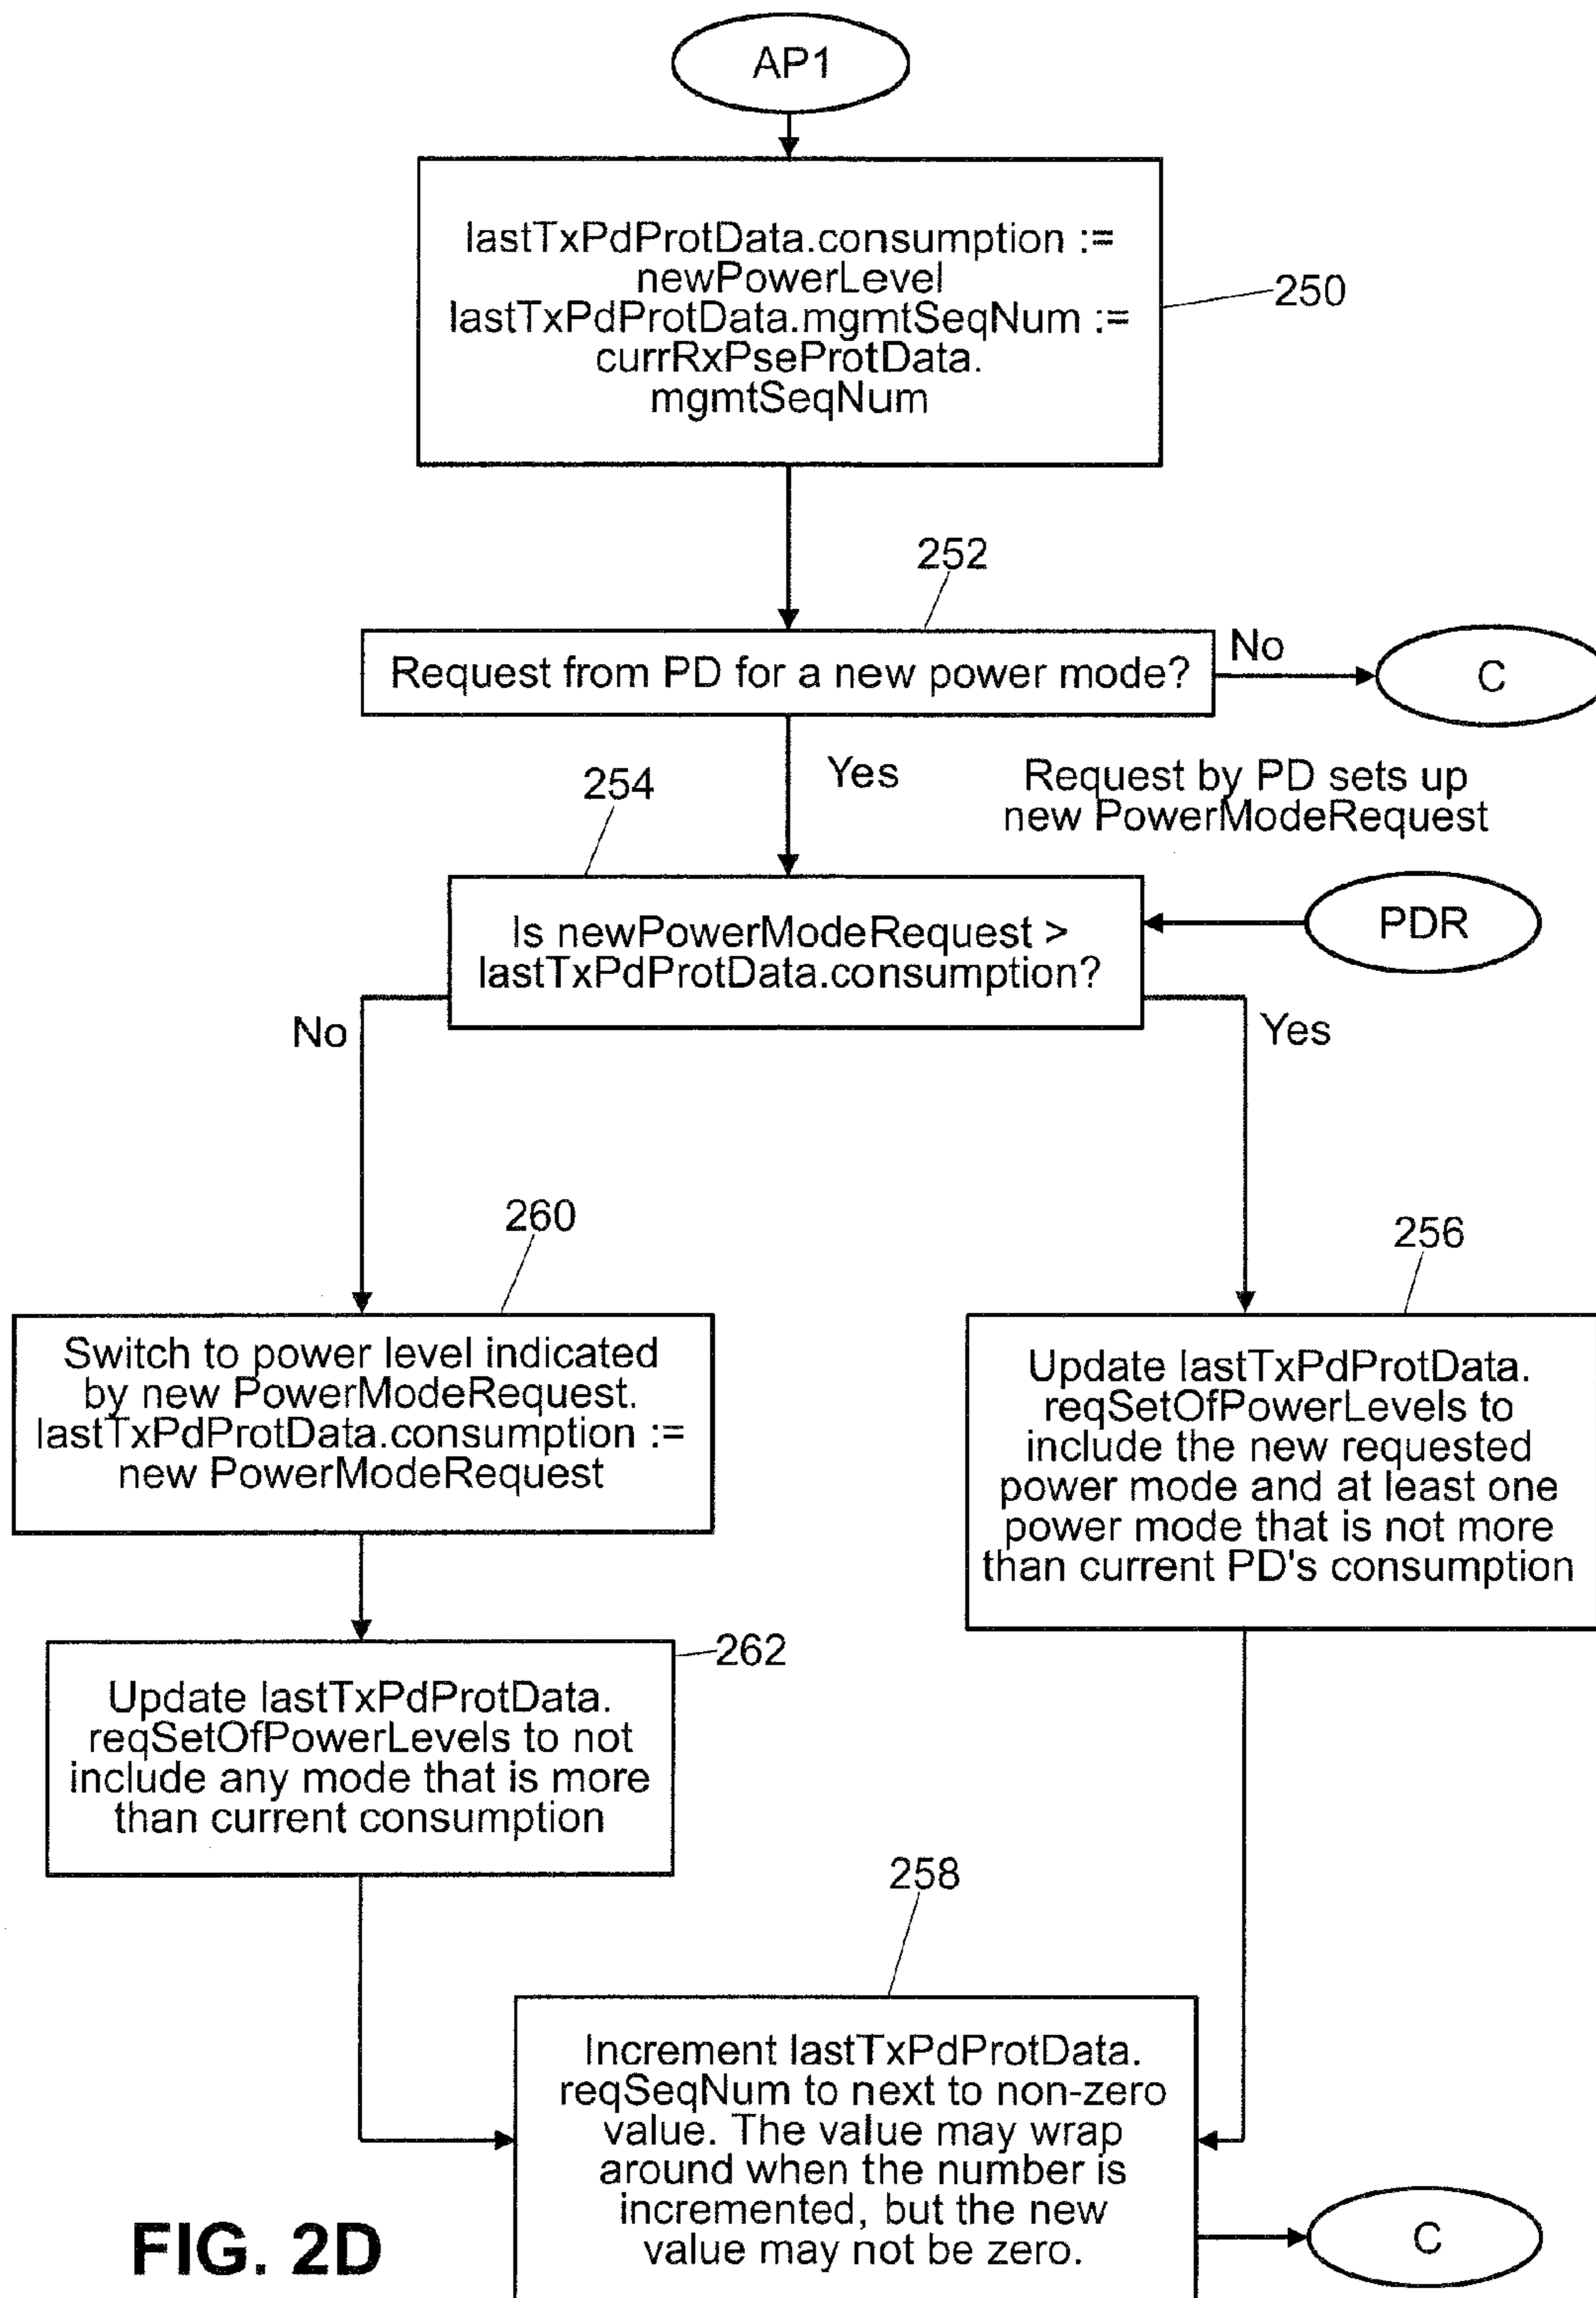 AP1
lastTxPdProtData.consumption :=
newPowerLevel
lastTxPdProtData.mgmtSeqNum :=
currRxPseProtData.
mgmtSeqNum
250
252
Request from PD for a new power mode?
No
C
Yes
Request by PD sets up
new PowerModeRequest
254
Is newPowerModeRequest >
lastTxPdProtData.consumption?
PDR
No
Yes
260
256
Switch to power level indicated
by new PowerModeRequest.
lastTxPdProtData.consumption :=
new PowerModeRequest
Update lastTxPdProtData.
reqSetOfPowerLevels to
include the new requested
power mode and at least one
power mode that is not more
than current PD's consumption
262
Update lastTxPdProtData.
reqSetOfPowerLevels to not
include any mode that is more
than current consumption
258
Increment lastTxPdProtData.
reqSeqNum to next to non-zero
value. The value may wrap
around when the number is
incremented, but the new
value may not be zero.
C
FIG. 2D